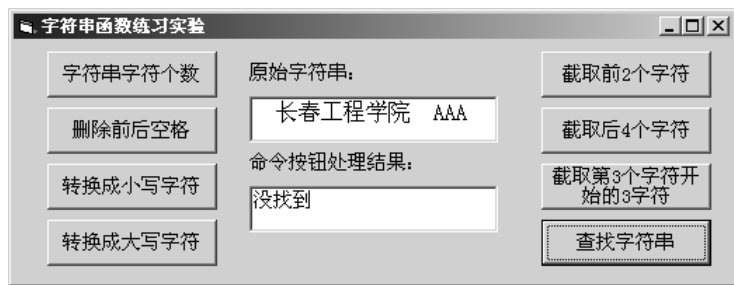 字符串函数练习实验
字符串字符个数
删除前后空格
转换成小写字符
转换成大写字符
原始字符串:
长春工程学院 AAA
命令按钮处理结果:
没找到
截取前2个字符
截取后4个字符
截取第3个字符开
始的3字符
查找字符串